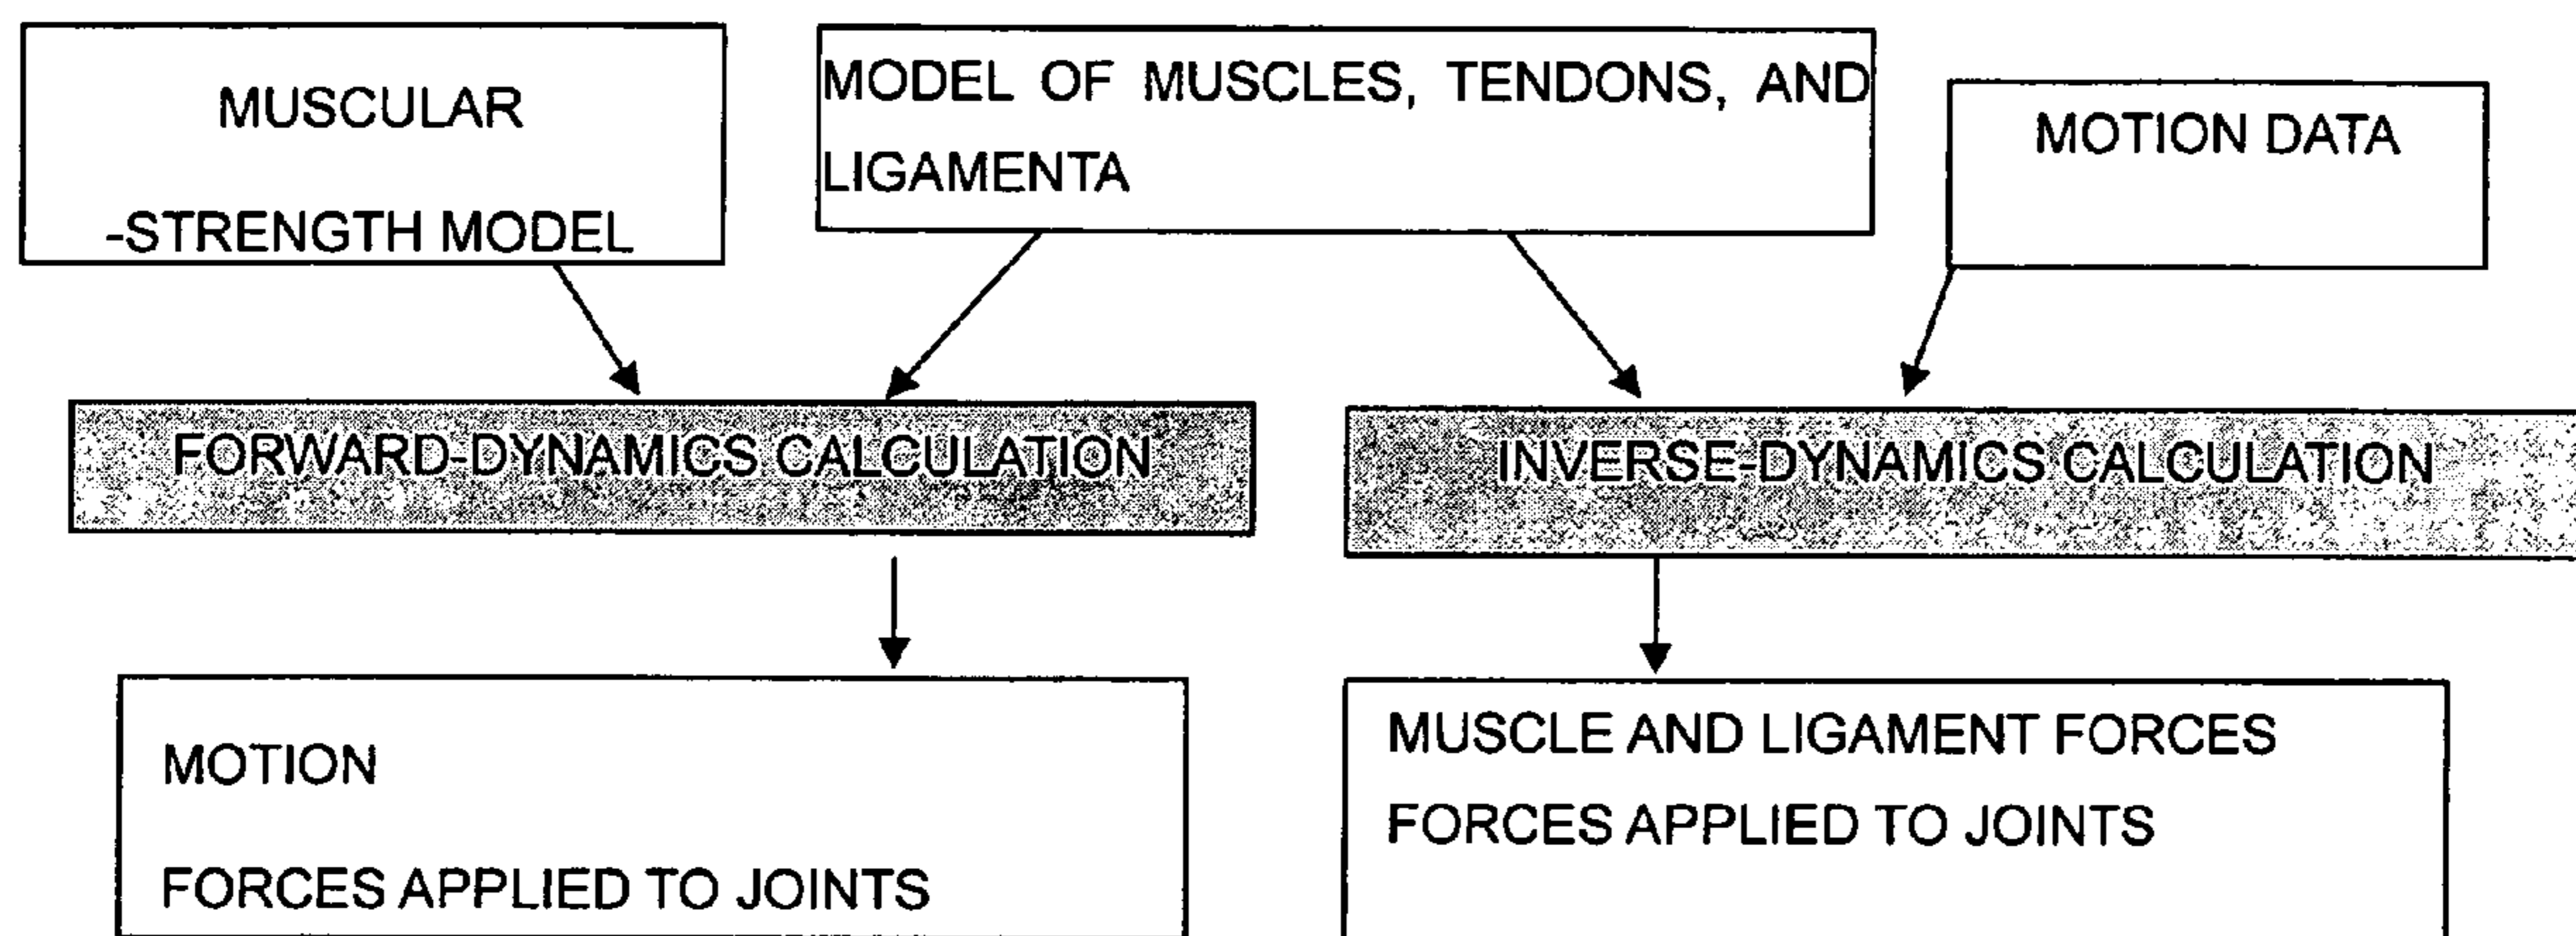 MUSCULAR
-STRENGTH MODEL
MODEL OF MUSCLES, TENDONS, AND
LIGAMENTA
MOTION DATA
FORWARD-DYNAMICS CALCULATION
INVERSE-DYNAMICS CALCULATION
MOTION
FORCES APPLIED TO JOINTS
MUSCLE AND LIGAMENT FORCES
FORCES APPLIED TO JOINTS